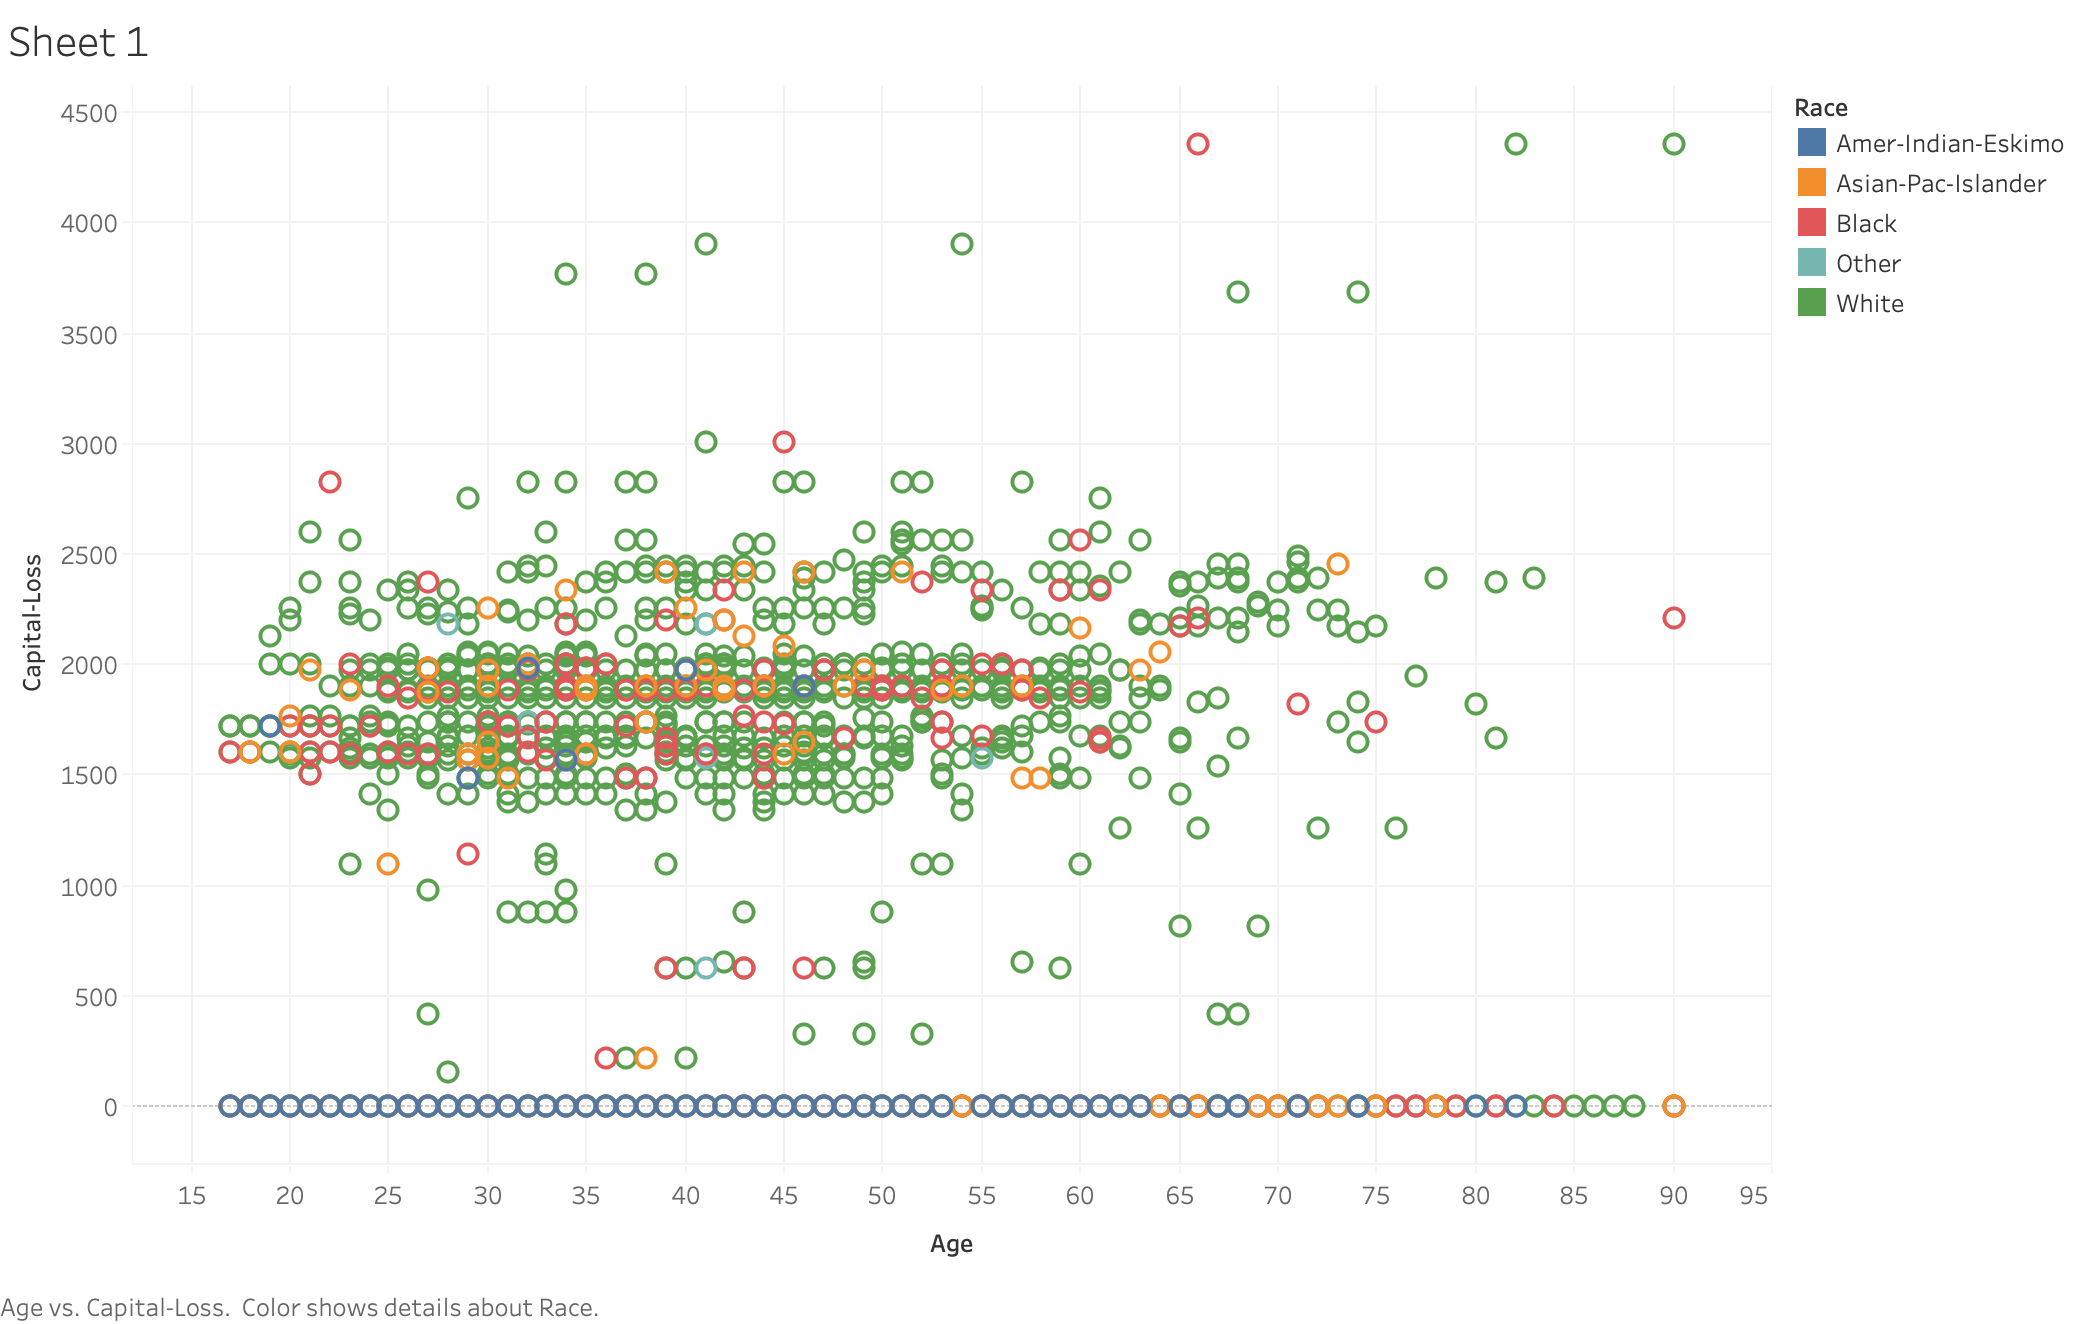 Sheet 1
4500
4000
3500
3000
2500
2000
1500
1000
500
0
Capital-Loss
15 20 25 30 35 40 45 50 55 60 65 70 75 80 85 90 95
Age
Race
Amer-Indian-Eskimo
Asian-Pac-Islander
Black
Other
White
Age vs. Capital-Loss. Color shows details about Race.